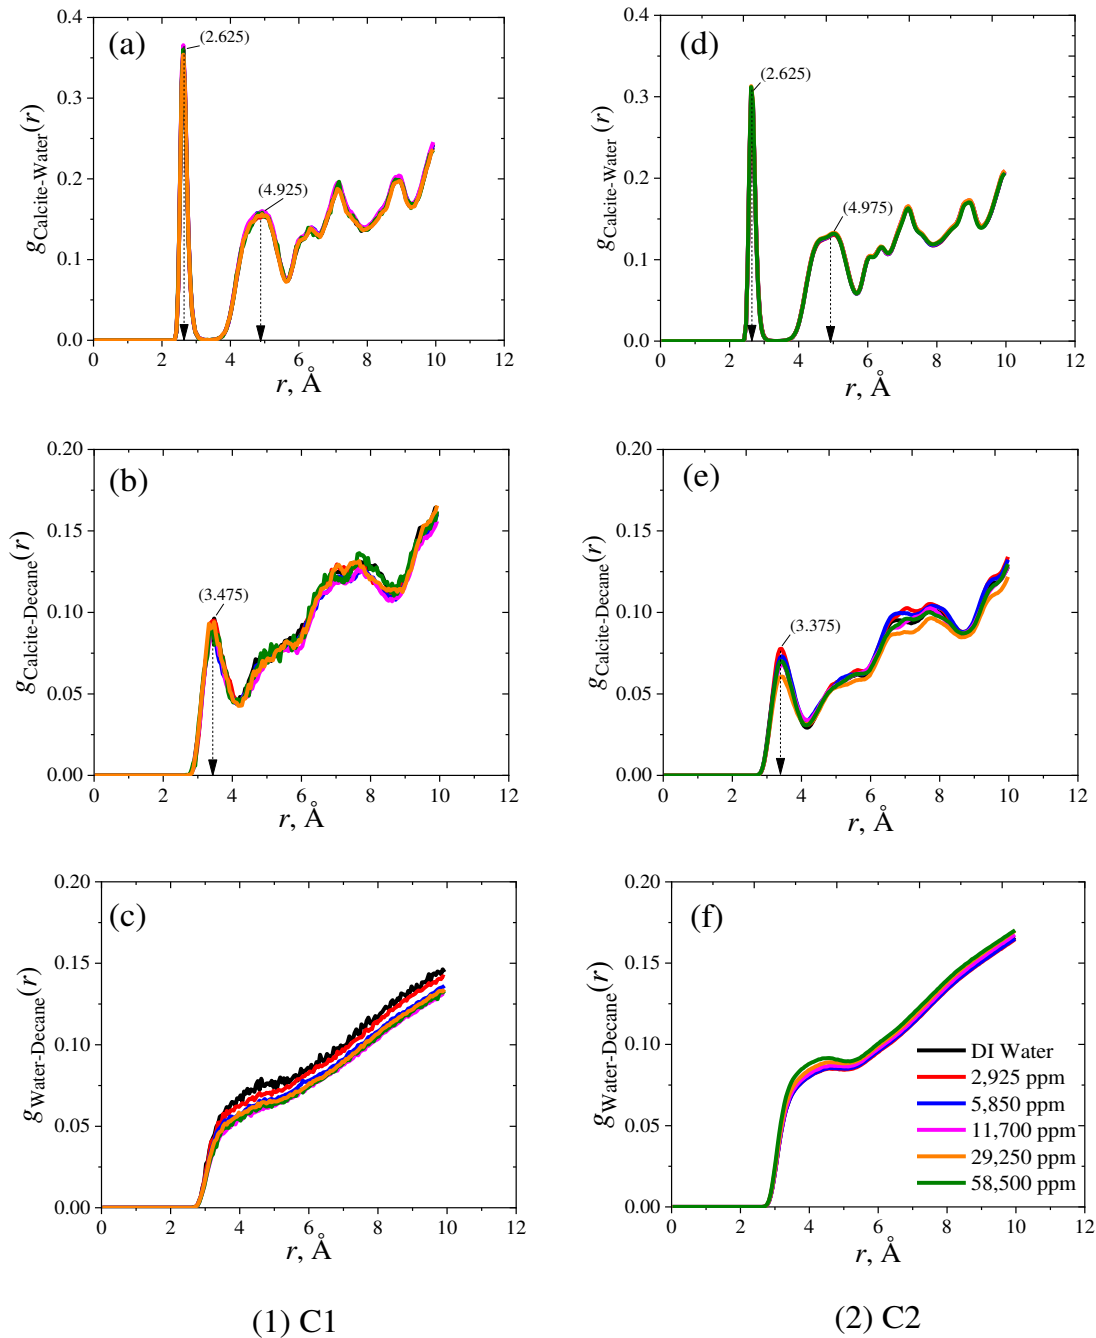 (a)
(2.625)
(4.925)
0.4
0.3
0.2
0.1
0.0
gCalcite-Water(r)
0 2 4 6 8 10 12
r, Å
(d)
(2.625)
(4.975)
0.4
0.3
0.2
0.1
0.0
gCalcite-Water(r)
0 2 4 6 8 10 12
r, Å
(b)
(3.475)
0.20
0.15
0.10
0.05
0.00
gCalcite-Decane(r)
0 2 4 6 8 10 12
r, Å
(e)
(3.375)
0.20
0.15
0.10
0.05
0.00
gCalcite-Decane(r)
0 2 4 6 8 10 12
r, Å
(c)
0.20
0.15
0.10
0.05
0.00
gWater-Decane(r)
0 2 4 6 8 10 12
r, Å
(f)
0.20
0.15
0.10
0.05
0.00
gWater-Decane(r)
0 2 4 6 8 10 12
r, Å
DI Water
2,925 ppm
5,850 ppm
11,700 ppm
29,250 ppm
58,500 ppm
(1) C1
(2) C2